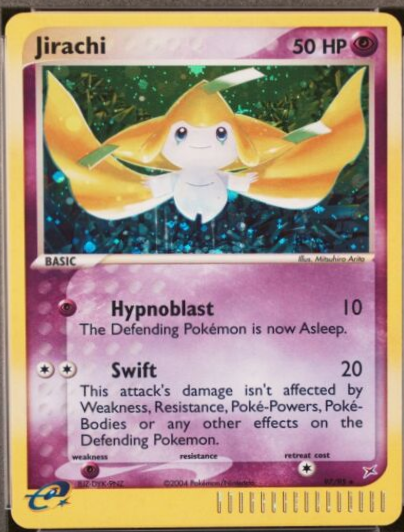 Jirachi 50 HP
BASIC Illus. Mitsuhiro Arita
Hypnoblast 10
The Defending Pokémon is now Asleep.
Swift 20
This attack's damage isn't affected by
Weakness, Resistance, Poké-Powers, Poké-
Bodies or any other effects on the
Defending Pokemon.
weakness resistance retreat cost
©2004 Pokémon/Nintendo
e